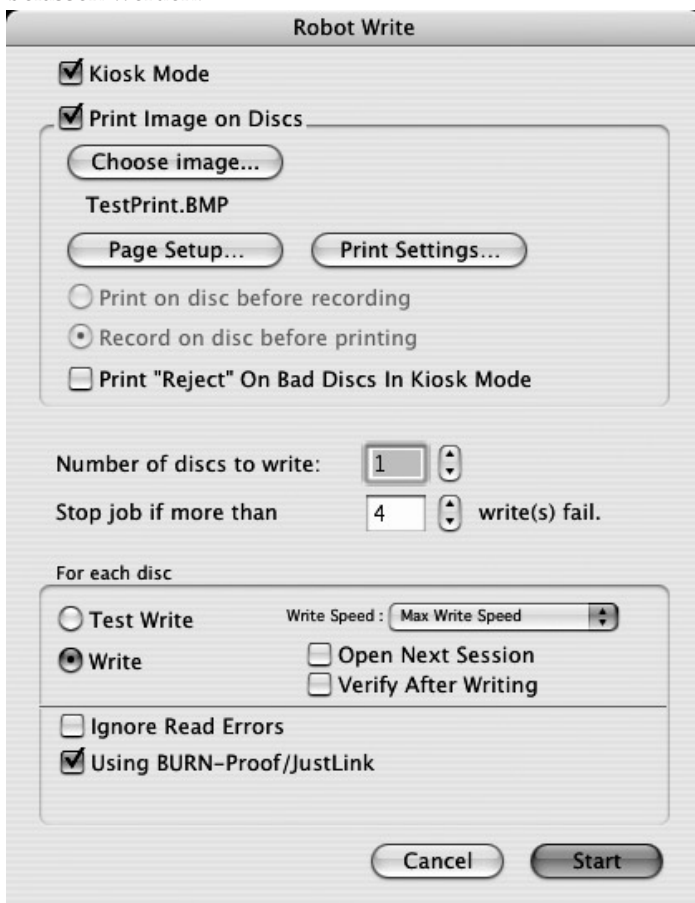 Robot Write
Kiosk Mode
Print Image on Discs
Choose image...
TestPrint.BMP
Page Setup... Print Settings...
Print on disc before recording
Record on disc before printing
Print "Reject" On Bad Discs In Kiosk Mode
Number of discs to write: 1
Stop job if more than 4 write(s) fail.
For each disc
Test Write Write Speed : Max Write Speed
Write Open Next Session
Verify After Writing
Ignore Read Errors
Using BURN-Proof/JustLink
Cancel Start